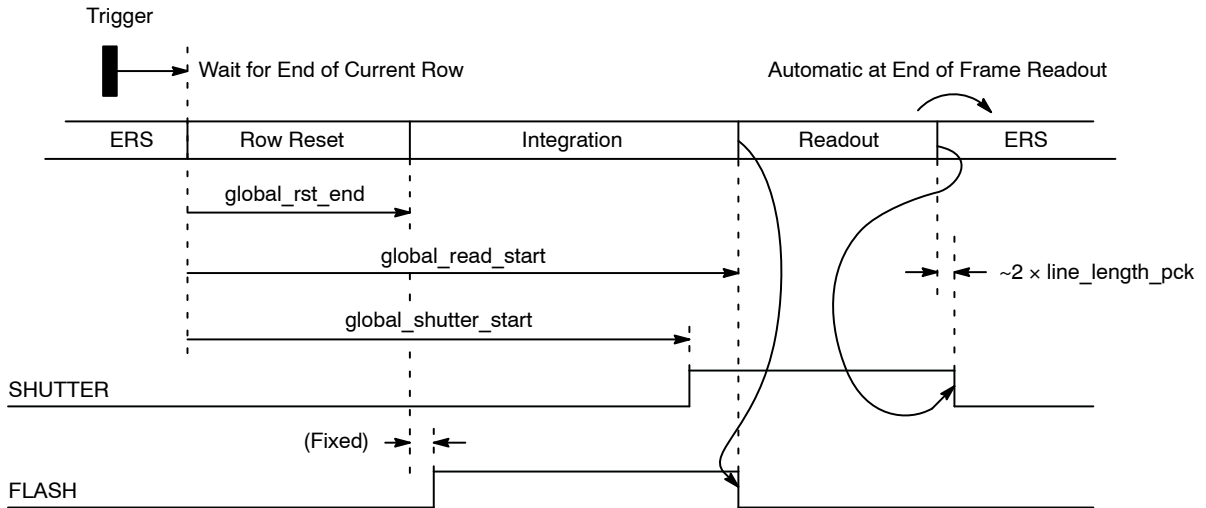 Trigger
Wait for End of Current Row
Automatic at End of Frame Readout
ERS
Row Reset
Integration
Readout
ERS
global_rst_end
global_read_start
~2 × line_length_pck
global_shutter_start
SHUTTER
(Fixed)
FLASH